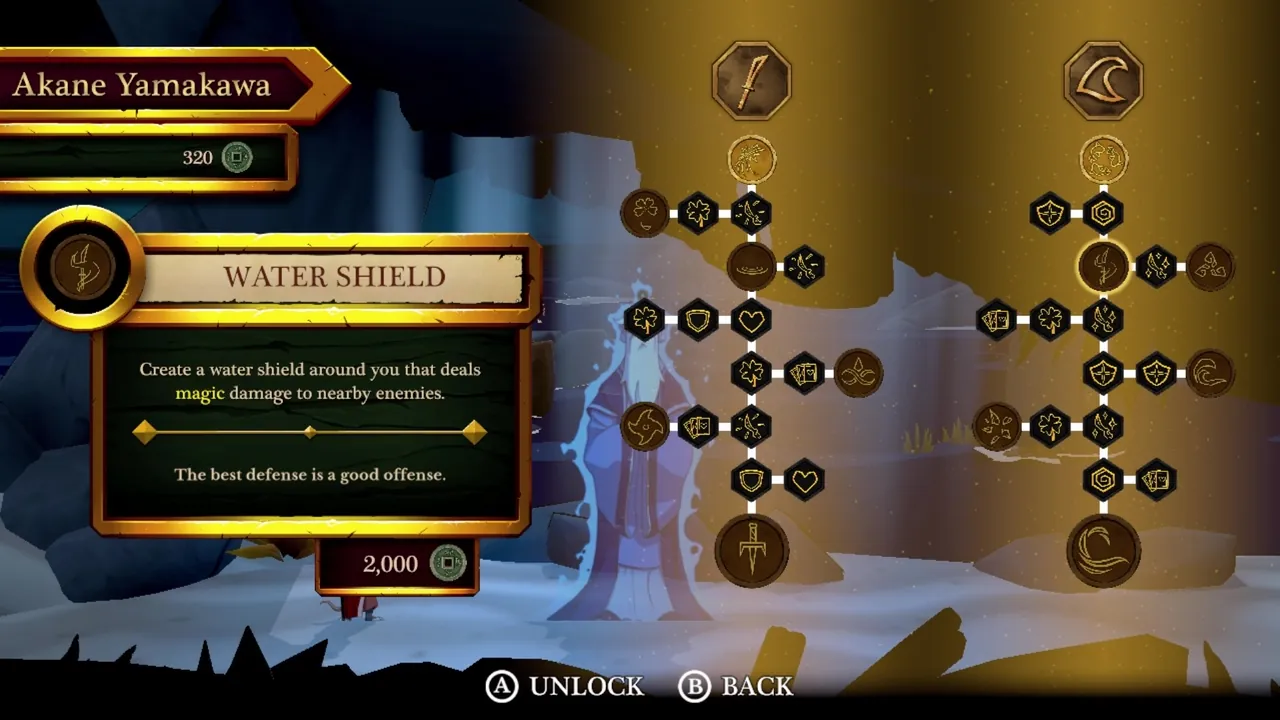 Akane Yamakawa
320
WATER SHIELD
Create a water shield around you that deals
magic damage to nearby enemies.
The best defense is a good offense.
2,000
A UNLOCK B BACK